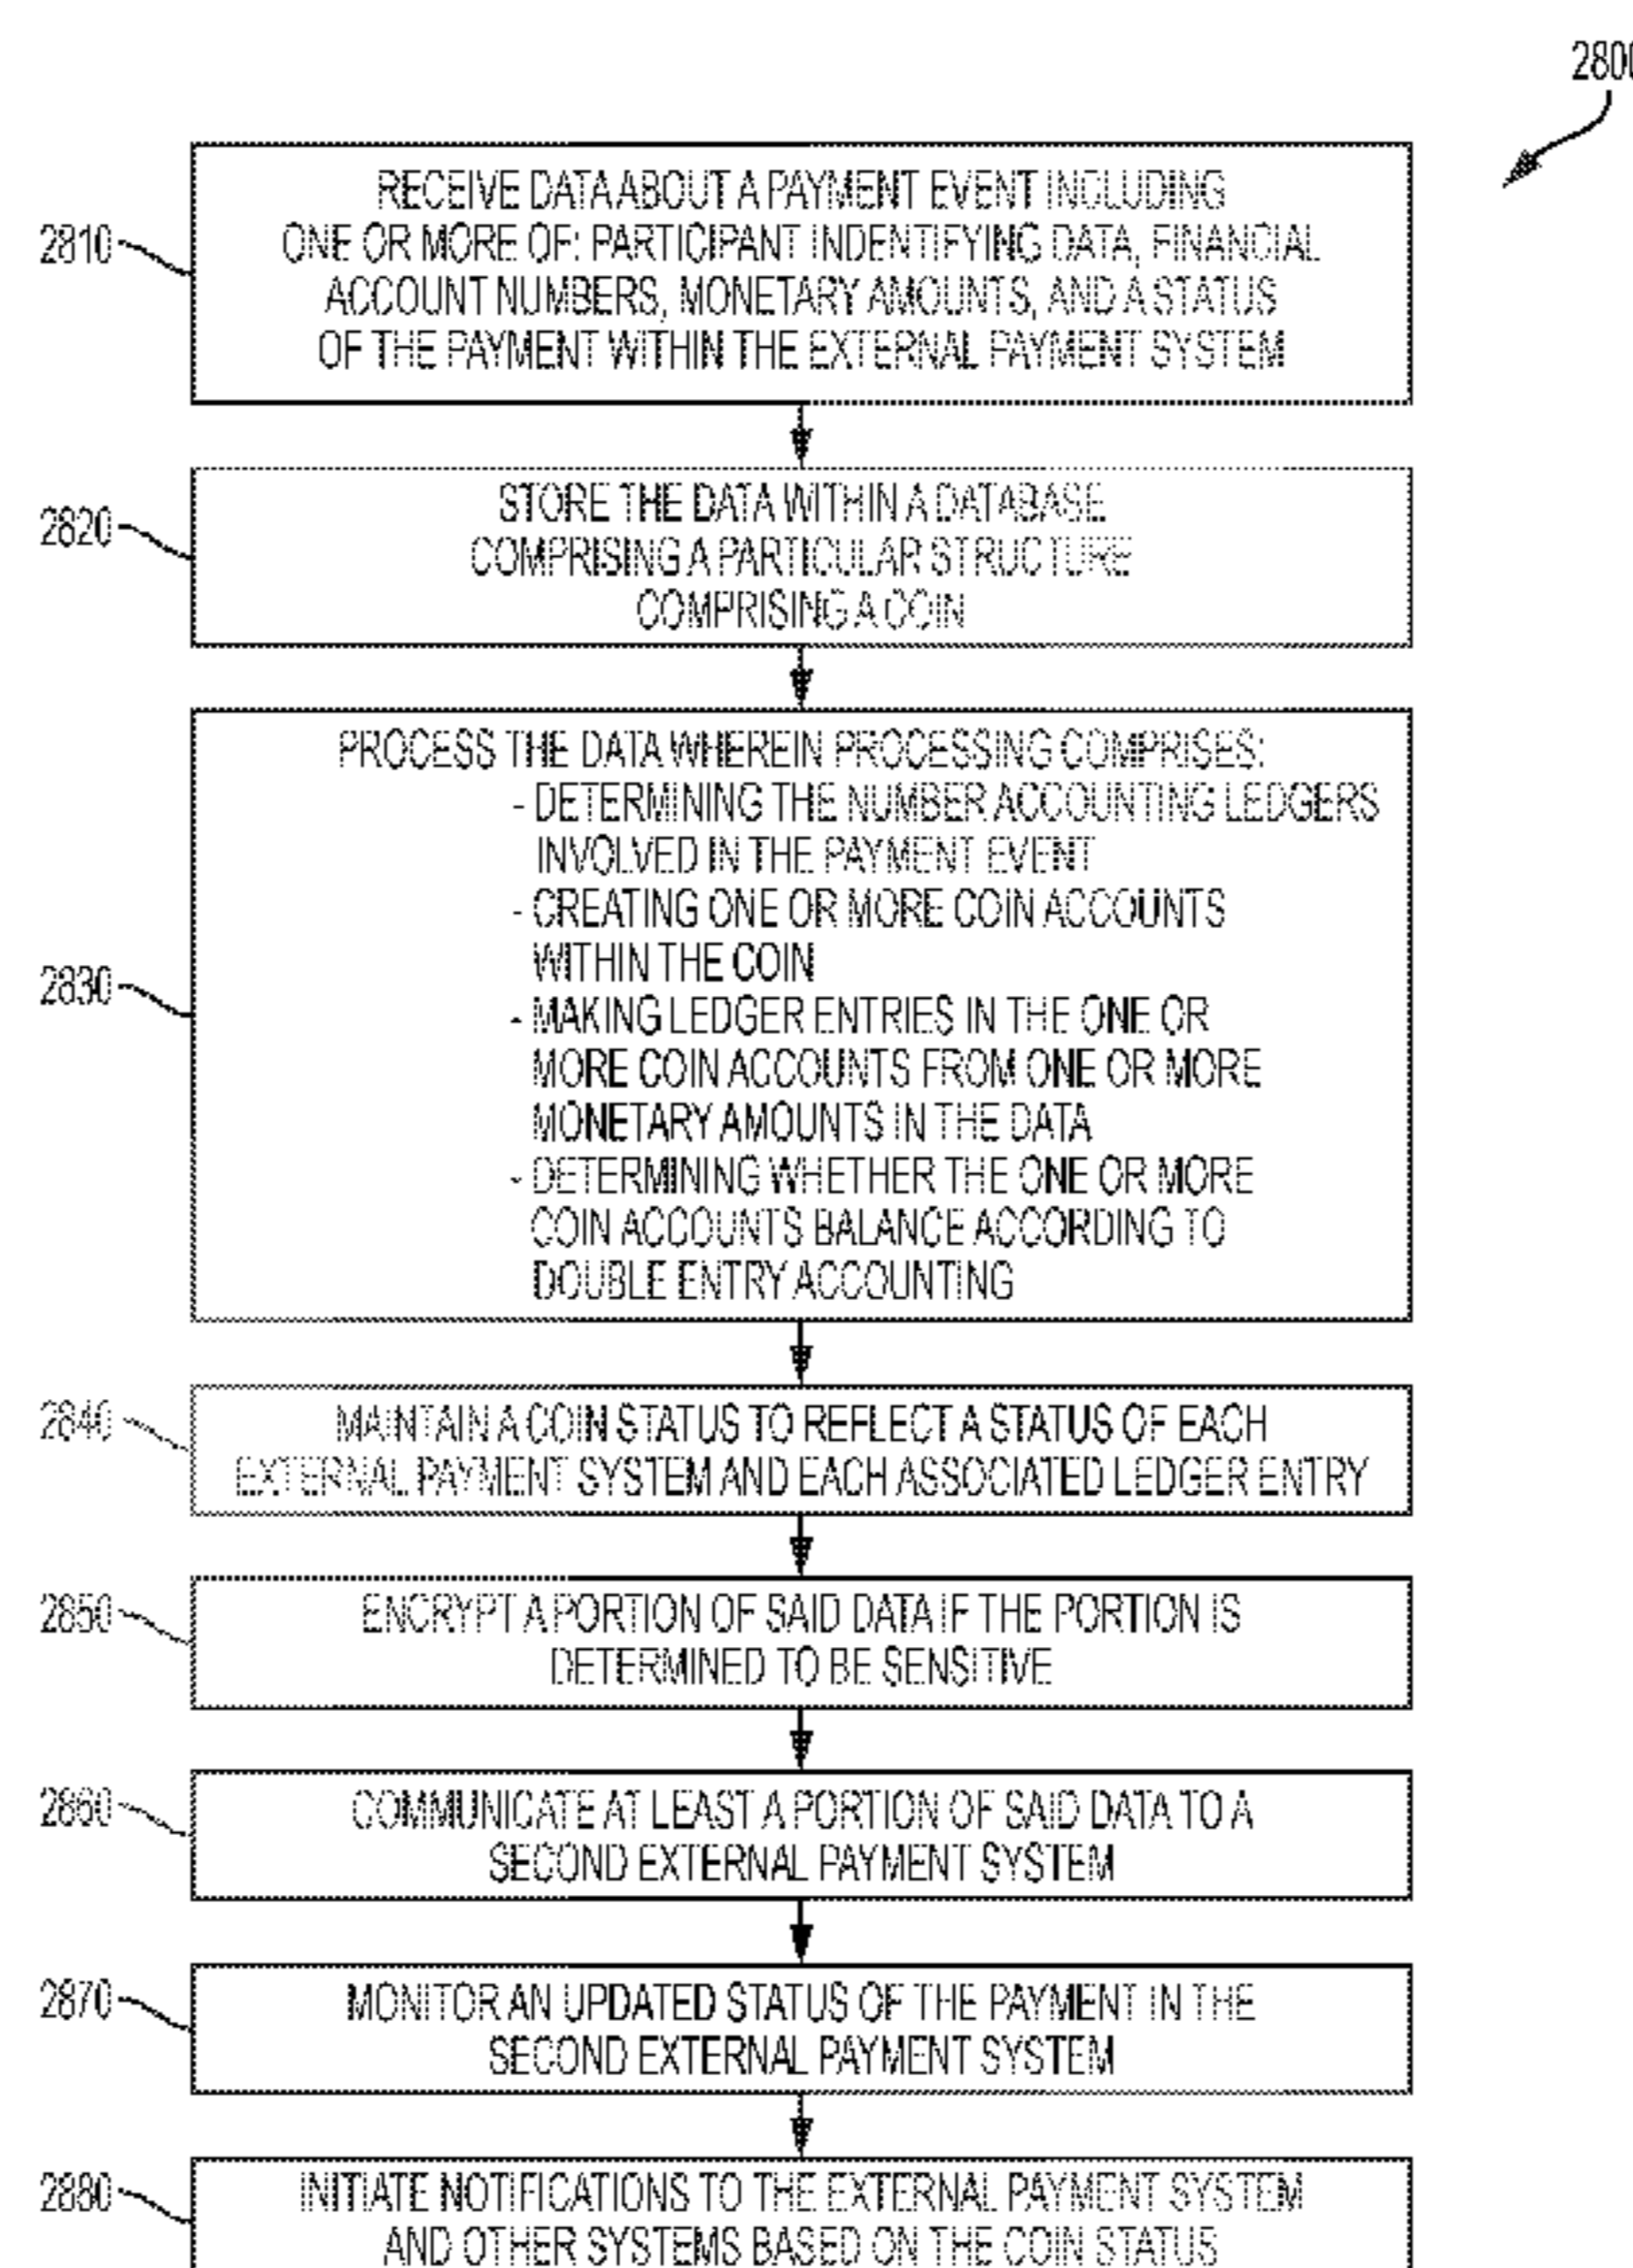 2800
RECEIVE DATA ABOUT A PAYMENT EVENT INCLUDING
2810
ONE OR MORE OF: PARTICIPANT INDENTIFYING DATA, FINANCIAL
ACCOUNT NUMBERS, MONETARY AMOUNTS, AND A STATUS
OF THE PAYMENT WITHIN THE EXTERNAL PAYMENT SYSTEM
2820
STORE THE DATA WITHIN A DATABASE
COMPRISING A PARTICULAR STRUCTURE
COMPRISING A COIN
2830
PROCESS THE DATA WHEREIN PROCESSING COMPRISES:
- DETERMINING THE NUMBER ACCOUNTING LEDGERS
INVOLVED IN THE PAYMENT EVENT
- CREATING ONE OR MORE COIN ACCOUNTS
WITHIN THE COIN
- MAKING LEDGER ENTRIES IN THE ONE OR
MORE COIN ACCOUNTS FROM ONE OR MORE
MONETARY AMOUNTS IN THE DATA
- DETERMINING WHETHER THE ONE OR MORE
COIN ACCOUNTS BALANCE ACCORDING TO
DOUBLE ENTRY ACCOUNTING
2840
MAINTAIN A COIN STATUS TO REFLECT A STATUS OF EACH
EXTERNAL PAYMENT SYSTEM AND EACH ASSOCIATED LEDGER ENTRY
2850
ENCRYPT A PORTION OF SAID DATA IF THE PORTION IS
DETERMINED TO BE SENSITIVE
2860
COMMUNICATE AT LEAST A PORTION OF SAID DATA TO A
SECOND EXTERNAL PAYMENT SYSTEM
2870
MONITOR AN UPDATED STATUS OF THE PAYMENT IN THE
SECOND EXTERNAL PAYMENT SYSTEM
2880
INITIATE NOTIFICATIONS TO THE EXTERNAL PAYMENT SYSTEM
AND OTHER SYSTEMS BASED ON THE COIN STATUS